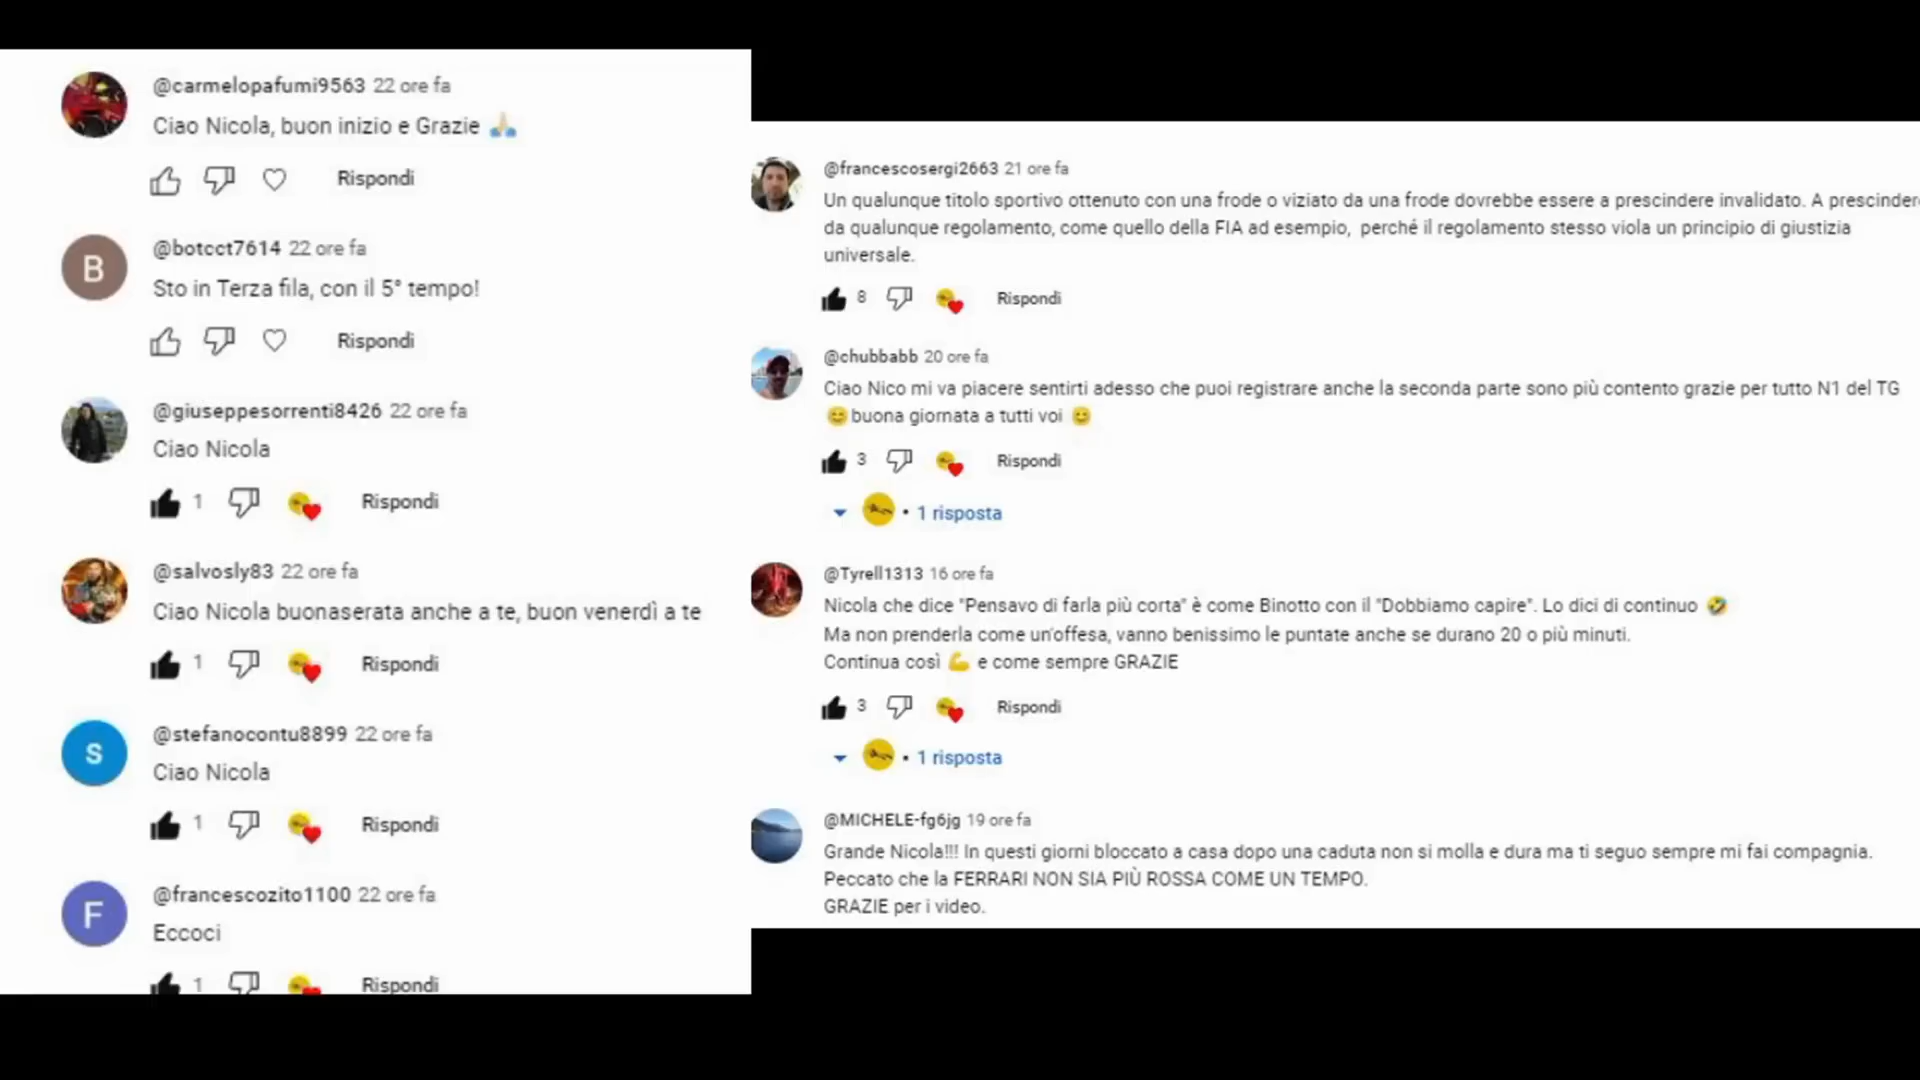 @carmelopafumi9563 22 ore fa
Ciao Nicola, buon inizio e Grazie 🙏🏼
Rispondi
B
@botcct7614 22 ore fa
Sto in Terza fila, con il 5° tempo!
Rispondi
@giuseppesorrenti8426 22 ore fa
Ciao Nicola
1 Rispondi
@salvosly83 22 ore fa
Ciao Nicola buonaserata anche a te, buon venerdì a te
1 Rispondi
S
@stefanocontu8899 22 ore fa
Ciao Nicola
1 Rispondi
F
@francescozito1100 22 ore fa
Eccoci
1 Rispondi
@francescosergi2663 21 ore fa
Un qualunque titolo sportivo ottenuto con una frode o viziato da una frode dovrebbe essere a prescindere invalidato. A prescindere
da qualunque regolamento, come quello della FIA ad esempio, perché il regolamento stesso viola un principio di giustizia
universale.
8 Rispondi
@chubbabb 20 ore fa
Ciao Nico mi va piacere sentirti adesso che puoi registrare anche la seconda parte sono più contento grazie per tutto N1 del TG
😊buona giornata a tutti voi 😊
3 Rispondi
• 1 risposta
@Tyrell1313 16 ore fa
Nicola che dice "Pensavo di farla più corta" è come Binotto con il "Dobbiamo capire". Lo dici di continuo 🤣
Ma non prenderla come un'offesa, vanno benissimo le puntate anche se durano 20 o più minuti.
Continua così 💪 e come sempre GRAZIE
3 Rispondi
• 1 risposta
@MICHELE-fg6jg 19 ore fa
Grande Nicola!!! In questi giorni bloccato a casa dopo una caduta non si molla e dura ma ti seguo sempre mi fai compagnia.
Peccato che la FERRARI NON SIA PIÙ ROSSA COME UN TEMPO.
GRAZIE per i video.